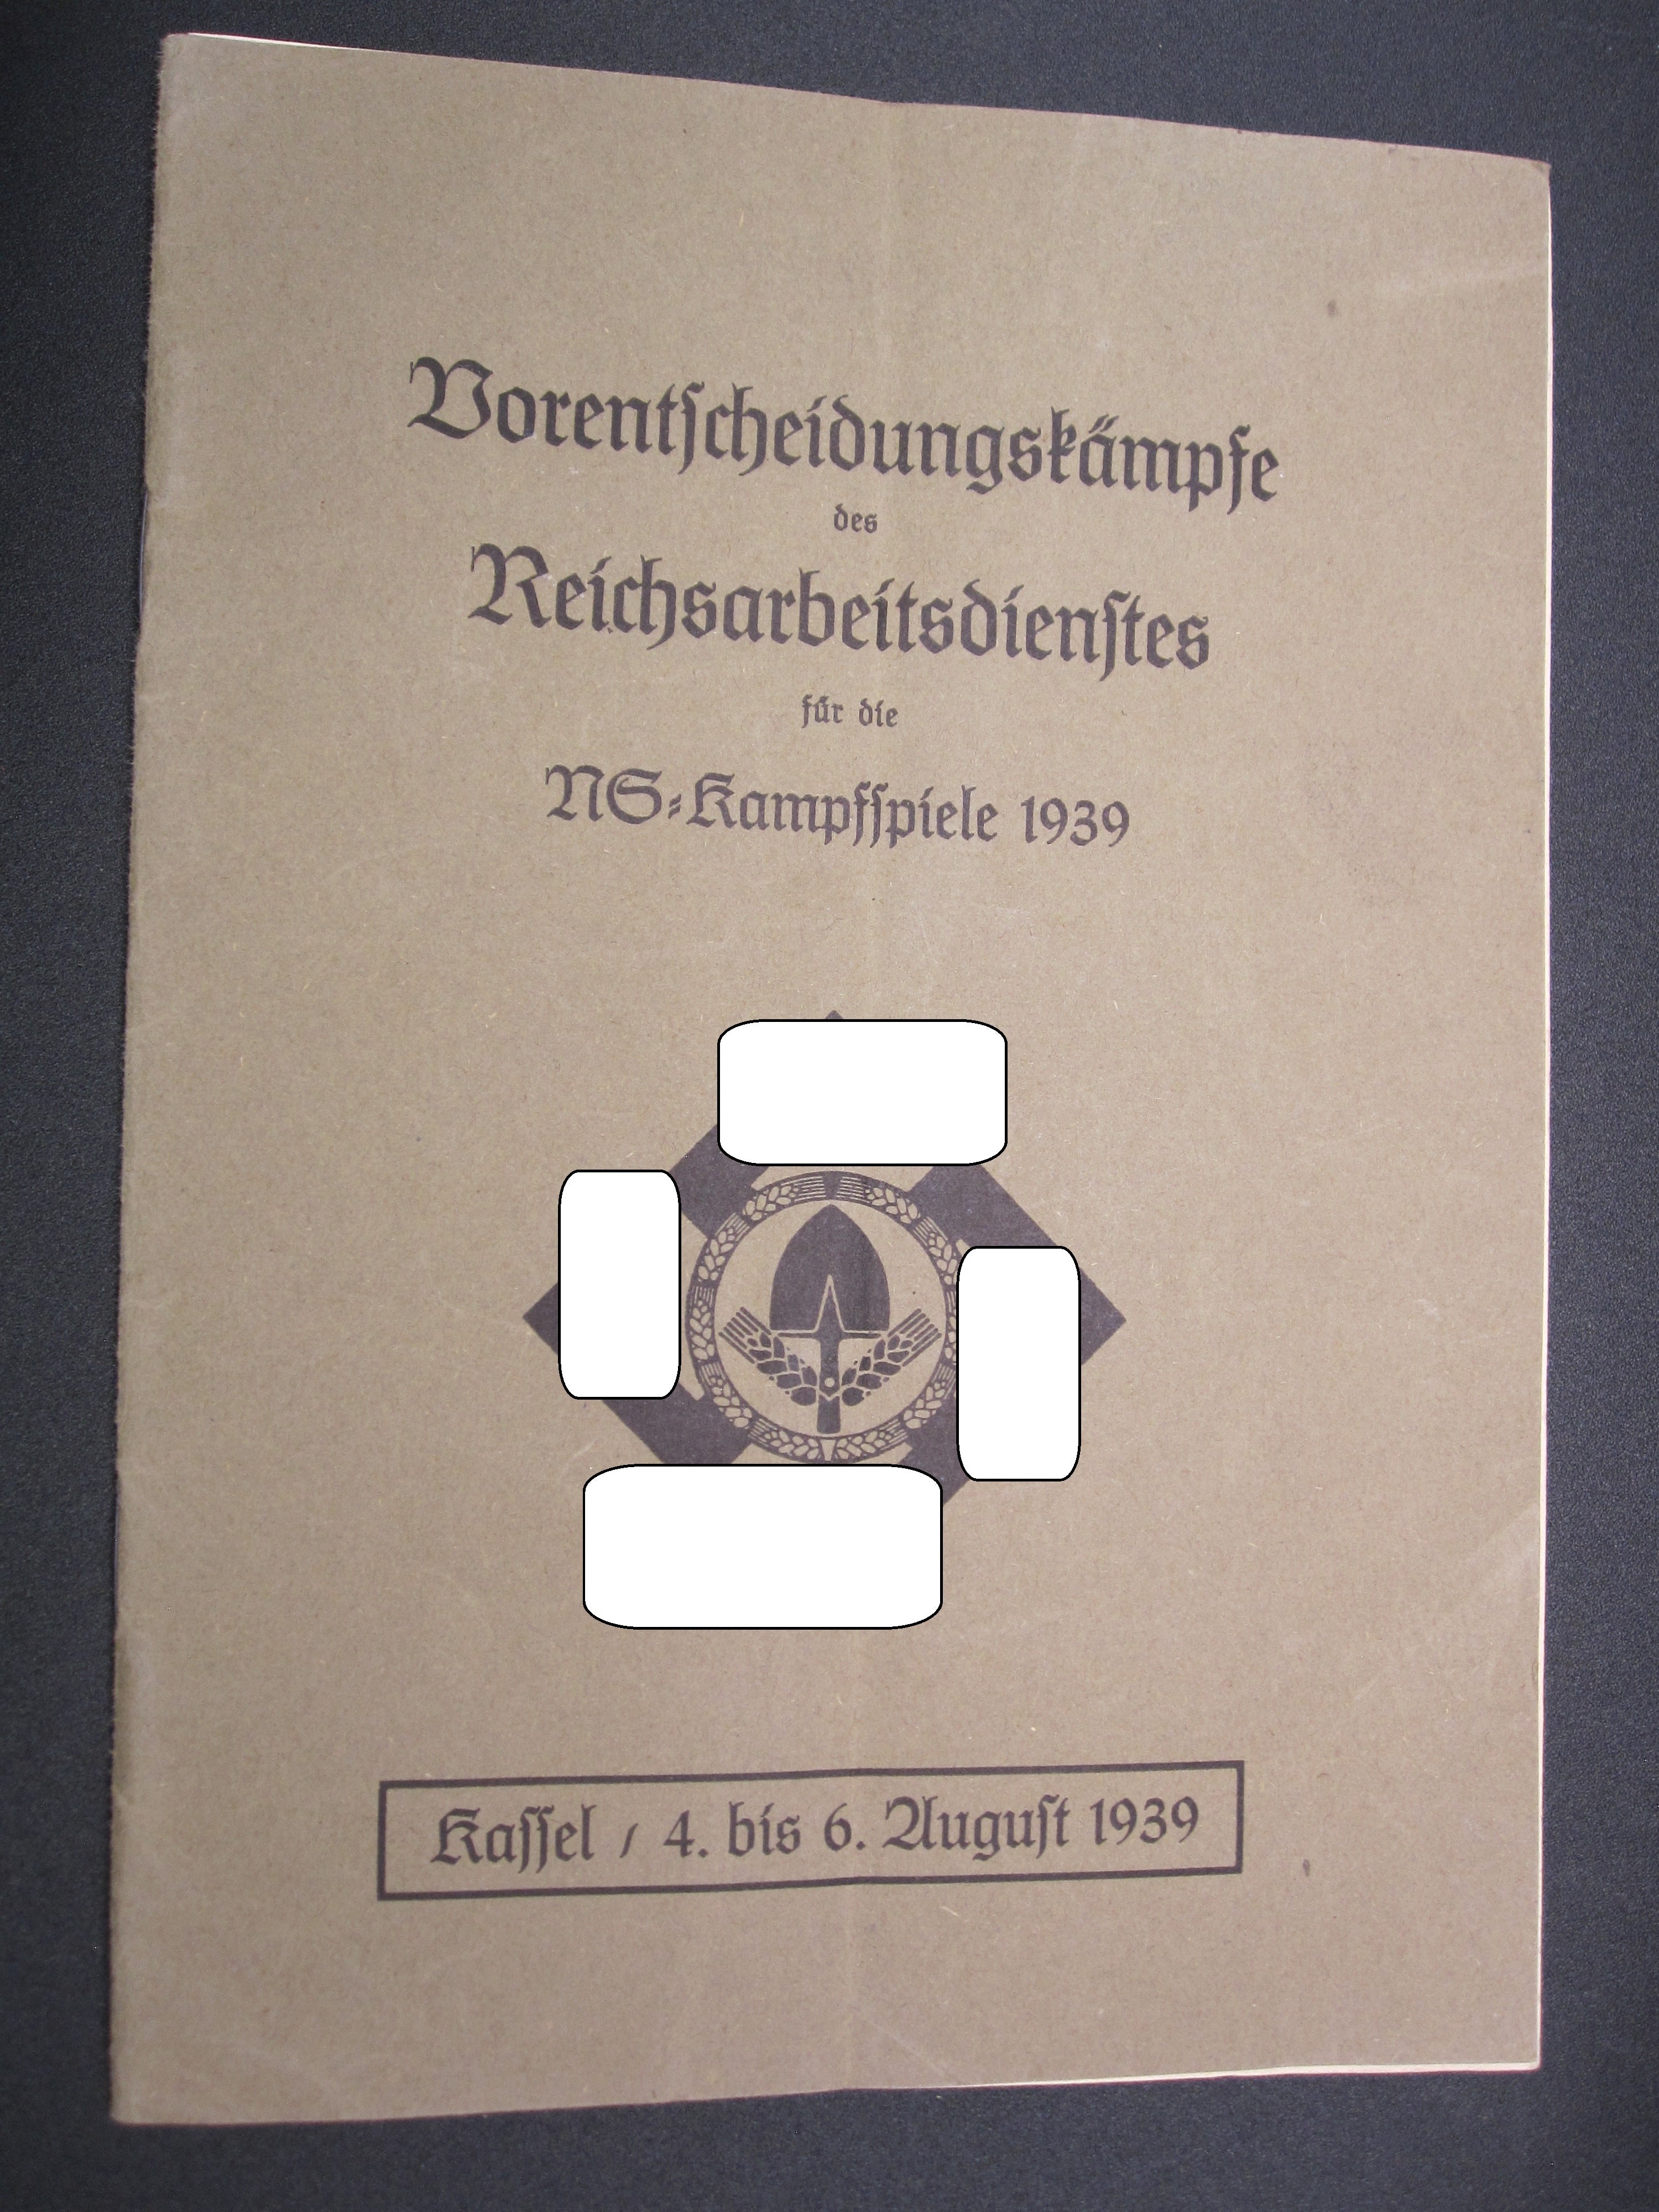 Vorentſcheidungskämpfe
des
Reichsarbeitsdienſtes
für die
NS⸗Kampfſpiele 1939
Kaſſel / 4. bis 6. Auguſt 1939